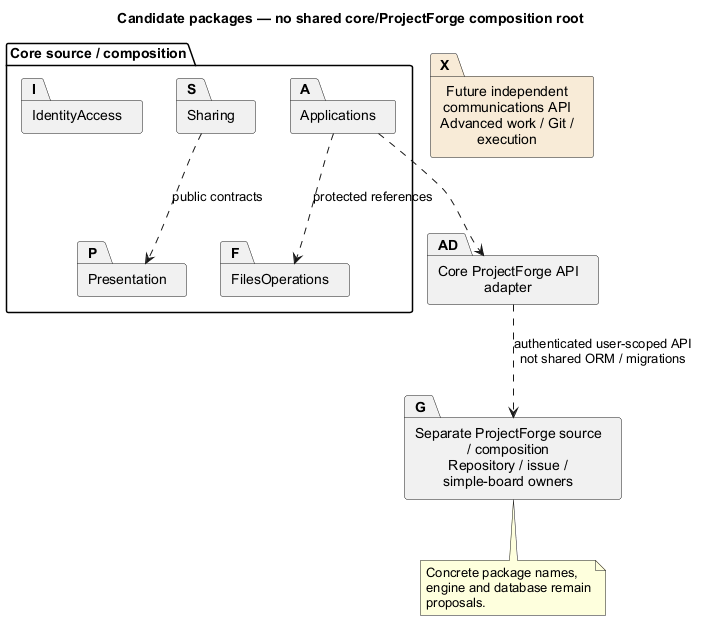 Candidate packages — no shared core/ProjectForge composition root
Core source / composition
I
IdentityAccess
S
Sharing
A
Applications
X
Future independent
communications API
Advanced work / Git /
execution
public contracts
protected references
P
Presentation
F
FilesOperations
AD
Core ProjectForge API
adapter
authenticated user-scoped API
not shared ORM / migrations
G
Separate ProjectForge source
/ composition
Repository / issue /
simple-board owners
Concrete package names,
engine and database remain
proposals.